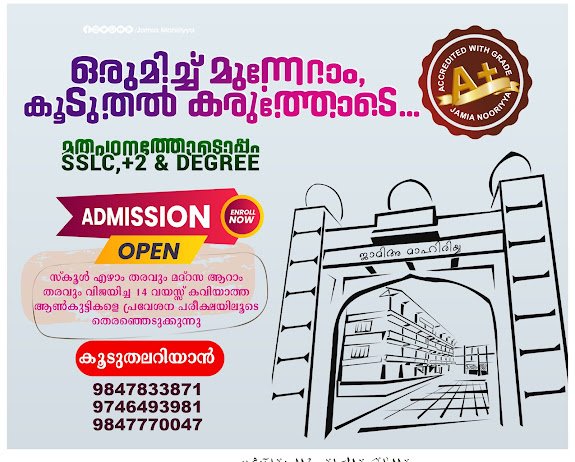 Jamia Nooriyya
ഒരുമിച്ച് മുന്നേറാം,
കൂടുതൽ കരുത്തോടെ...
ACCREDITED WITH GRADE
A+
JAMIA NOORIYYA
മതപഠനത്തോടൊപ്പം
SSLC,+2 & DEGREE
ADMISSION
ENROLL
NOW
OPEN
സ്കൂൾ ഏഴാം തരവും മദ്റസ ആറാം
തരവും വിജയിച്ച 14 വയസ്സ് കവിയാത്ത
ആൺകുട്ടികളെ പ്രവേശന പരീക്ഷയിലൂടെ
തെരഞ്ഞെടുക്കുന്നു
ജാമിഅ മാഹിരിയ്യ
കൂടുതലറിയാൻ
9847833871
9746493981
9847770047